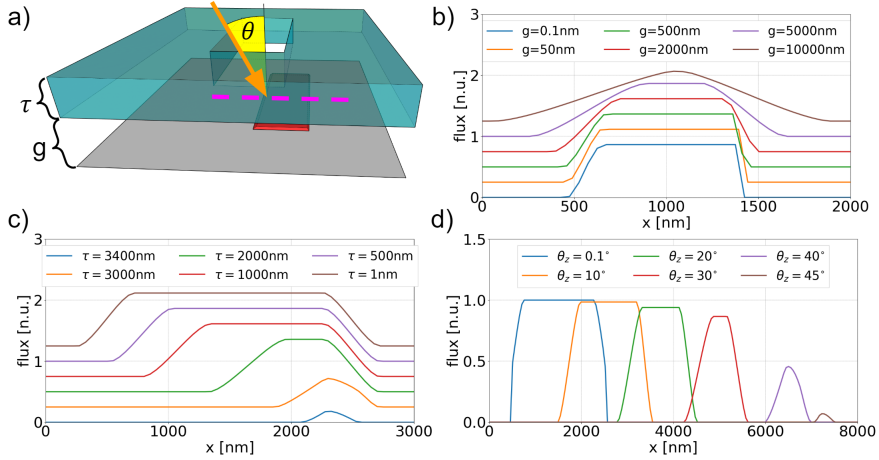 a)
θ
τ
g
b)
g=0.1nm g=500nm g=5000nm
g=50nm g=2000nm g=10000nm
flux [n.u.]
3
2
1
0
0 500 1000 1500 2000
x [nm]
c)
τ = 3400nm τ = 2000nm τ = 500nm
τ = 3000nm τ = 1000nm τ = 1nm
flux [n.u.]
3
2
1
0
0 1000 2000 3000
x [nm]
d)
θz = 0.1° θz = 20° θz = 40°
θz = 10° θz = 30° θz = 45°
flux [n.u.]
1.5
1.0
0.5
0.0
0 2000 4000 6000 8000
x [nm]